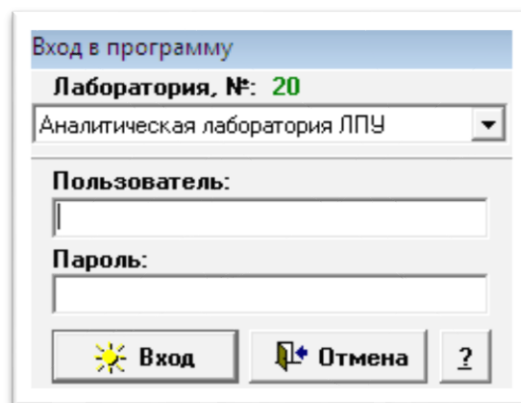 Вход в программу
Лаборатория, №: 20
Аналитическая лаборатория ЛПУ
Пользователь:
Пароль:
Вход Отмена ?